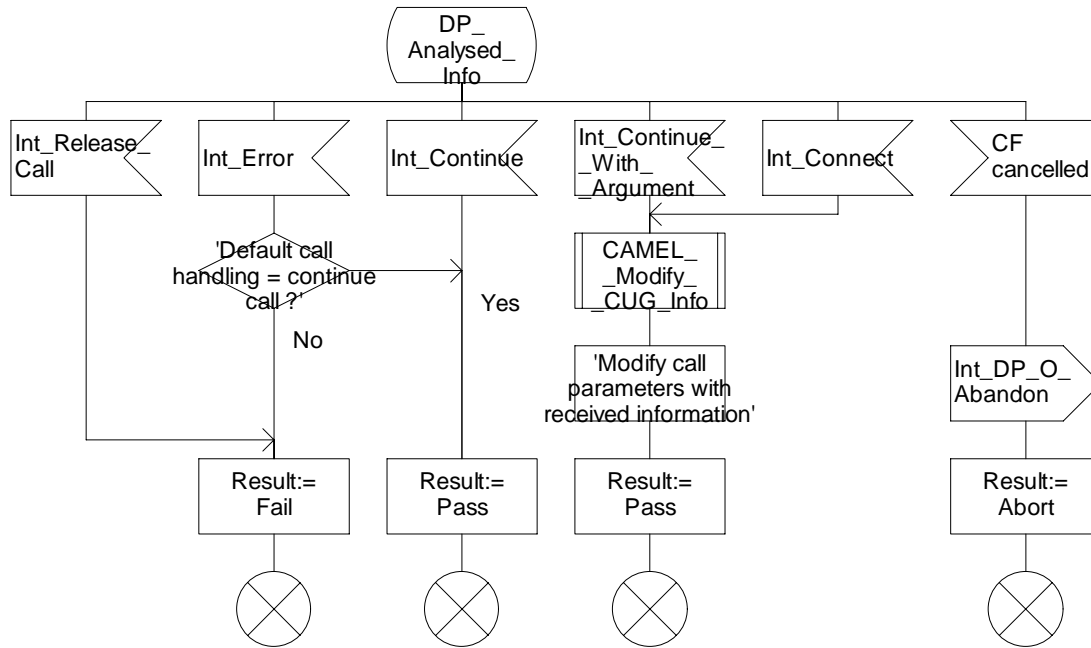 DP_
Analysed_
Info
Int_Release_
Call
Int_Error
Int_Continue
Int_Continue_
_With_
_Argument
Int_Connect
CF
cancelled
'Default call
handling = continue
call ?'
Yes
No
CAMEL_
_Modify_
_CUG_Info
'Modify call
parameters with
received information'
Int_DP_O_
Abandon
Result:=
Fail
Result:=
Pass
Result:=
Pass
Result:=
Abort